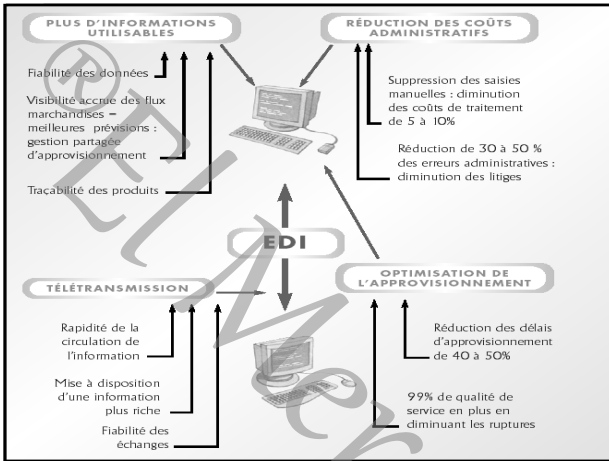 PLUS D'INFORMATIONS
UTILISABLES
Fiabilité des données
Visibilité accrue des flux
marchandises –
meilleures prévisions :
gestion partagée
d'approvisionnement
Traçabilité des produits
RÉDUCTION DES COÛTS
ADMINISTRATIFS
Suppression des saisies
manuelles : diminution
des coûts de traitement
de 5 à 10%
Réduction de 30 à 50 %
des erreurs administratives :
diminution des litiges
EDI
TÉLÉTRANSMISSION
Rapidité de la
circulation de
l'information
Mise à disposition
d'une information
plus riche
Fiabilité des
échanges
OPTIMISATION DE
L'APPROVISIONNEMENT
Réduction des délais
d'approvisionnement
de 40 à 50%
99% de qualité de
service en plus en
diminuant les ruptures
®El Mer